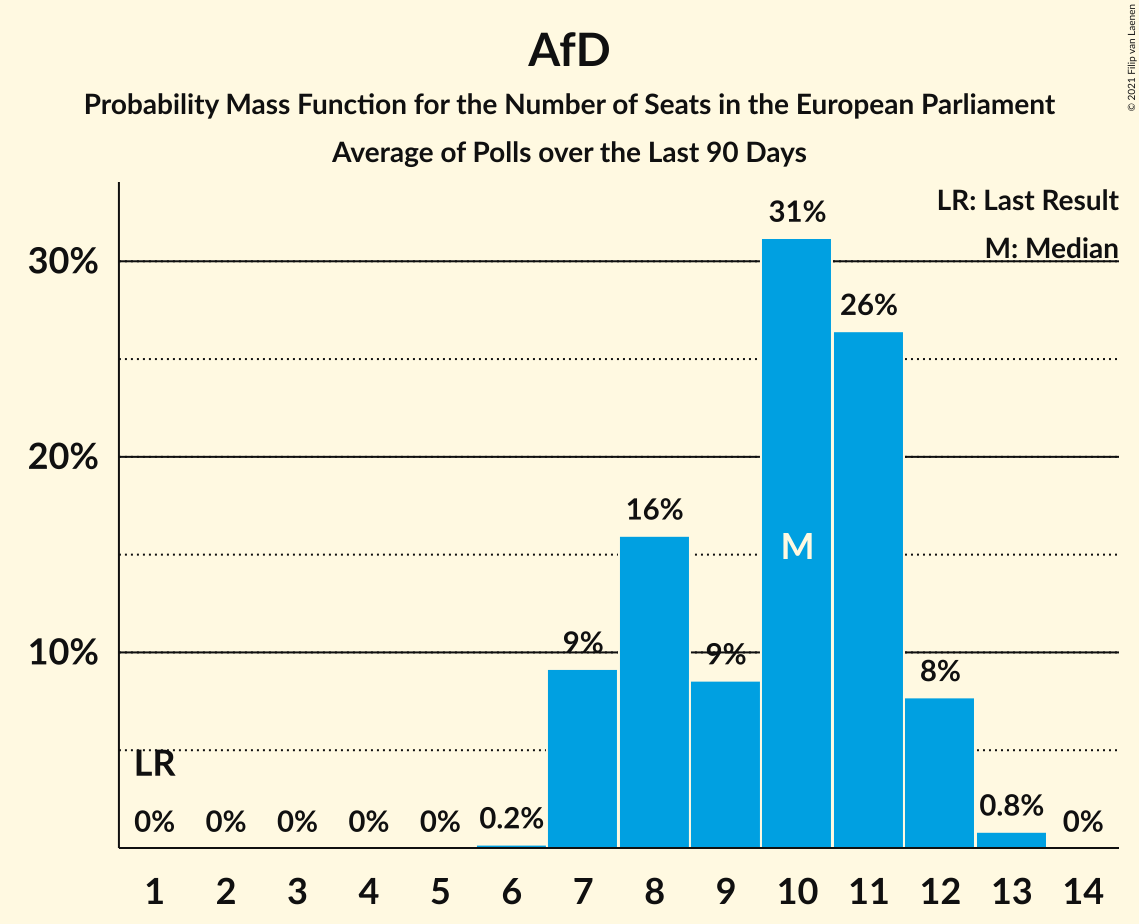 AfD
Probability Mass Function for the Number of Seats in the European Parliament
Average of Polls over the Last 90 Days
© 2021 Filip van Laenen
LR: Last Result
M: Median
31%
30%
26%
20%
16%
M
9%
10%
9%
8%
LR
0%
0%
0%
0%
0%
0.2%
0.8%
0%
1 2 3 4 5 6 7 8 9 10 11 12 13 14